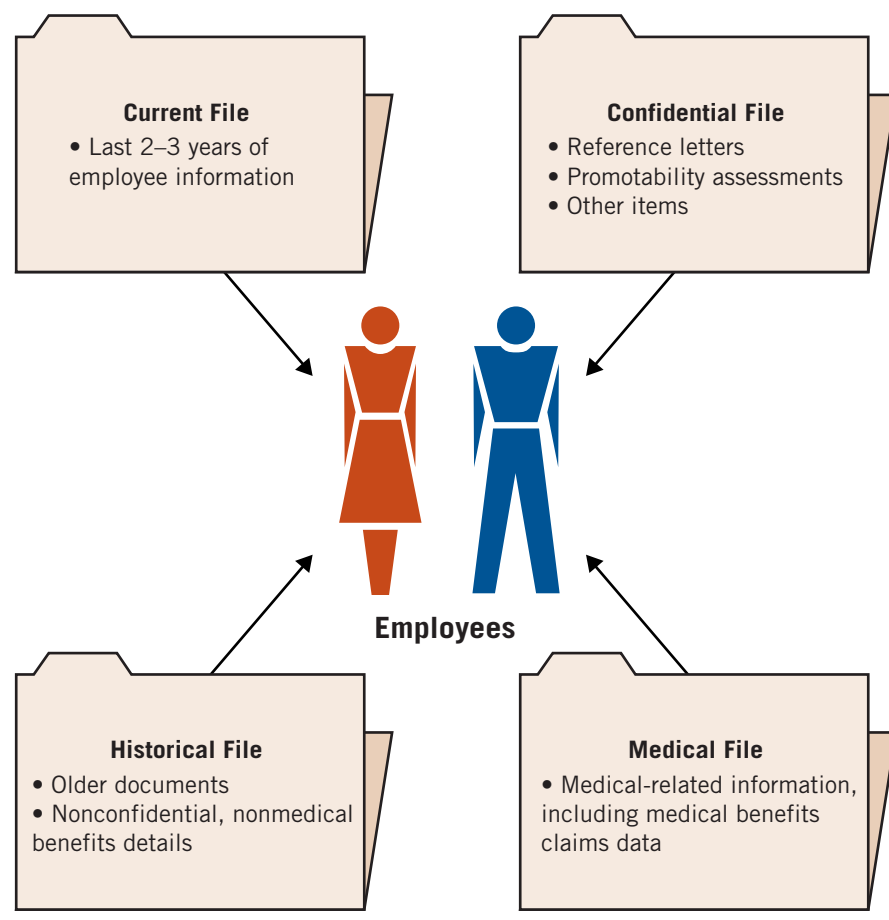 Current File
• Last 2–3 years of
employee information
Confidential File
• Reference letters
• Promotability assessments
• Other items
Employees
Historical File
• Older documents
• Nonconfidential, nonmedical
benefits details
Medical File
• Medical-related information,
including medical benefits
claims data